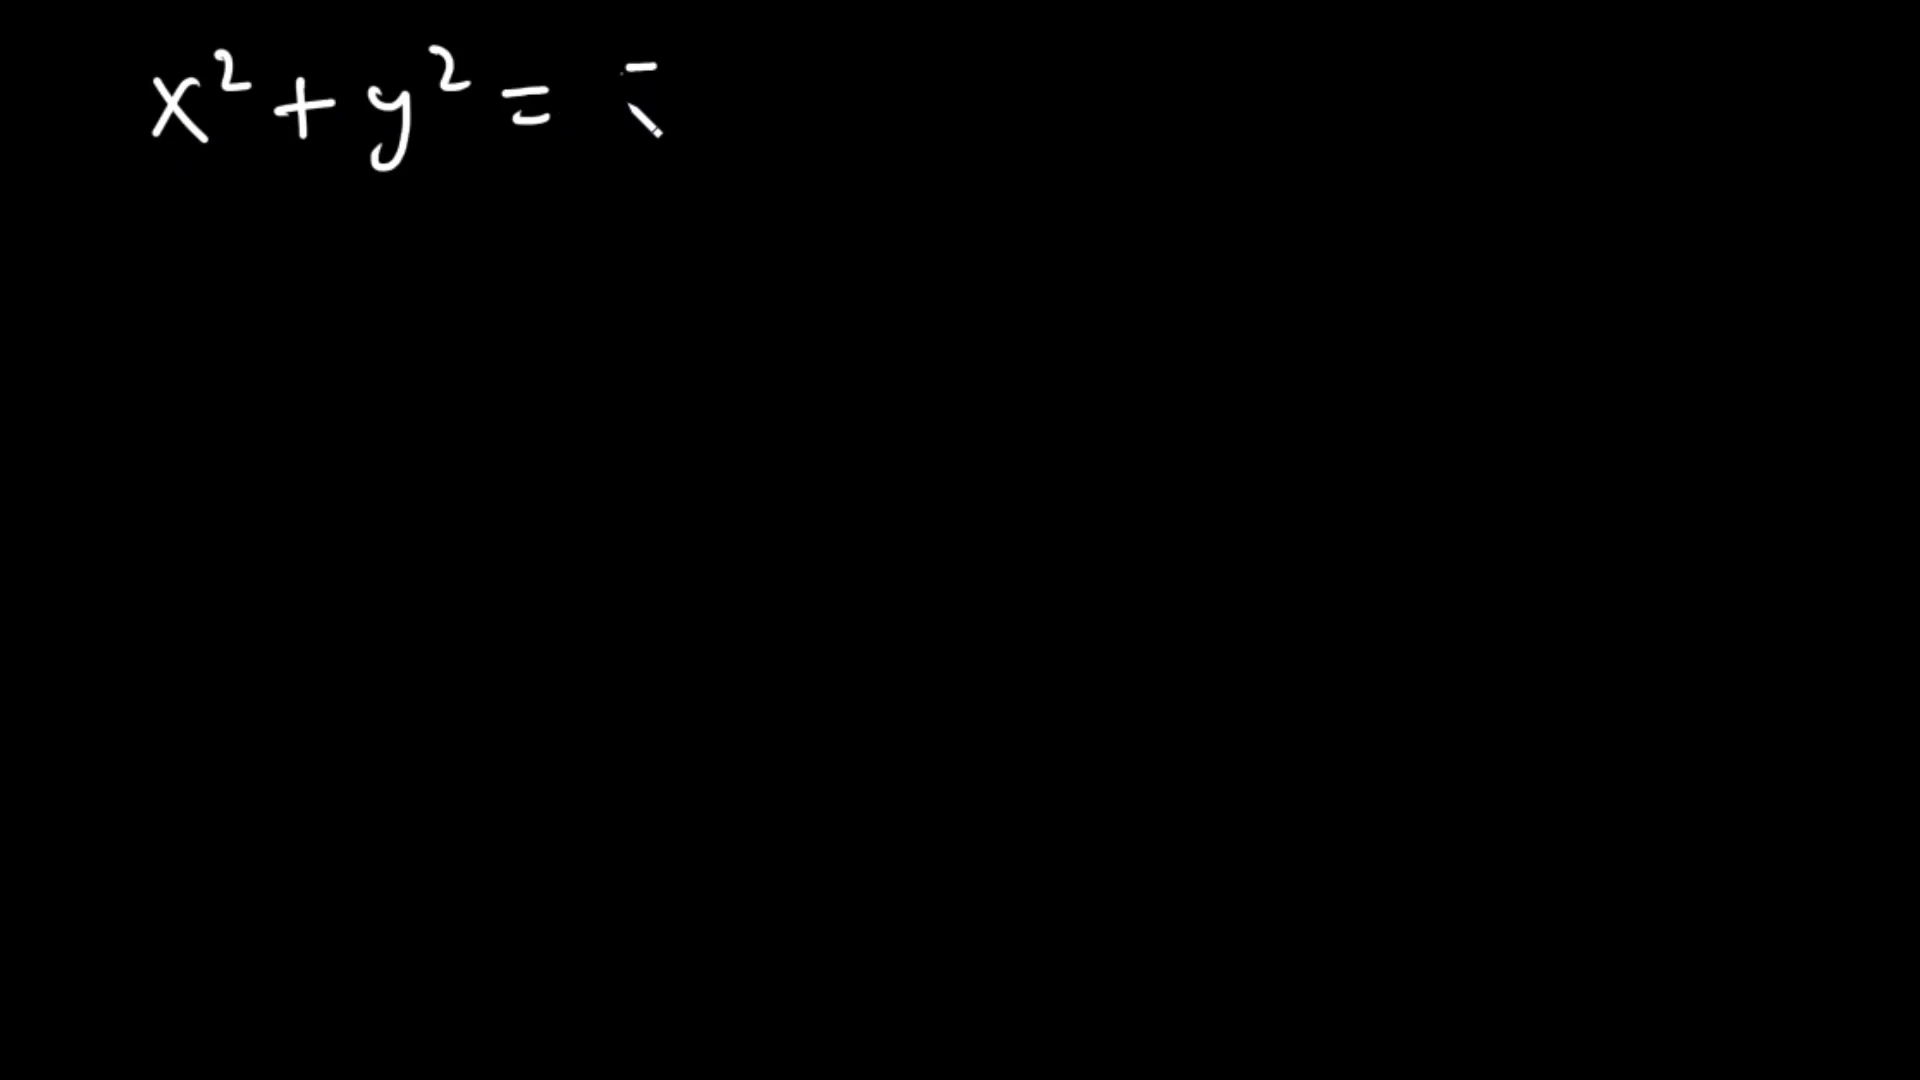 x² + y² =